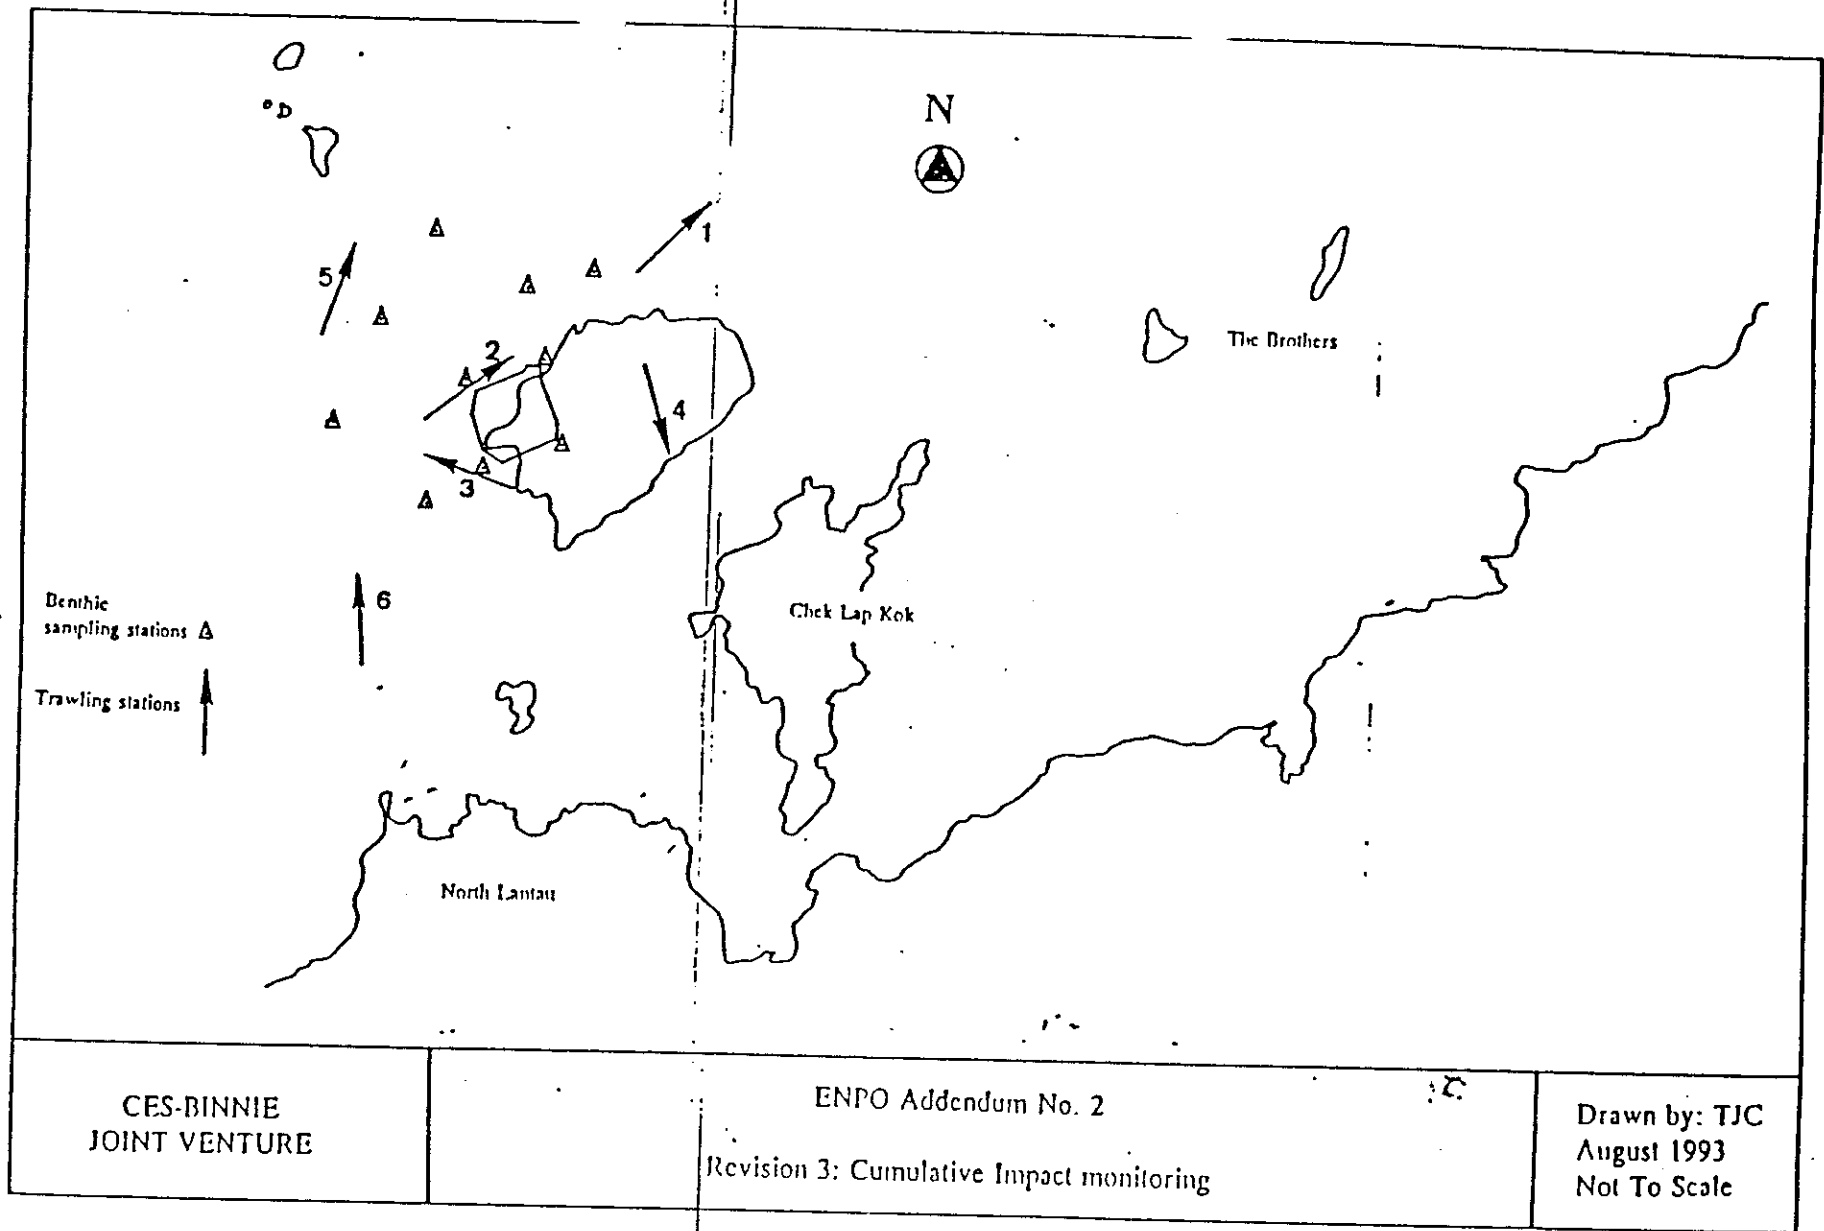 D
N
1
5
The Brothers
2
4
3
Benthic
sampling stations
6
Chek Lap Kok
Trawling stations
North Lantau
CES-BINNIE
JOINT VENTURE
ENPO Addendum No. 2
Revision 3: Cumulative Impact monitoring
Drawn by: TJC
August 1993
Not To Scale